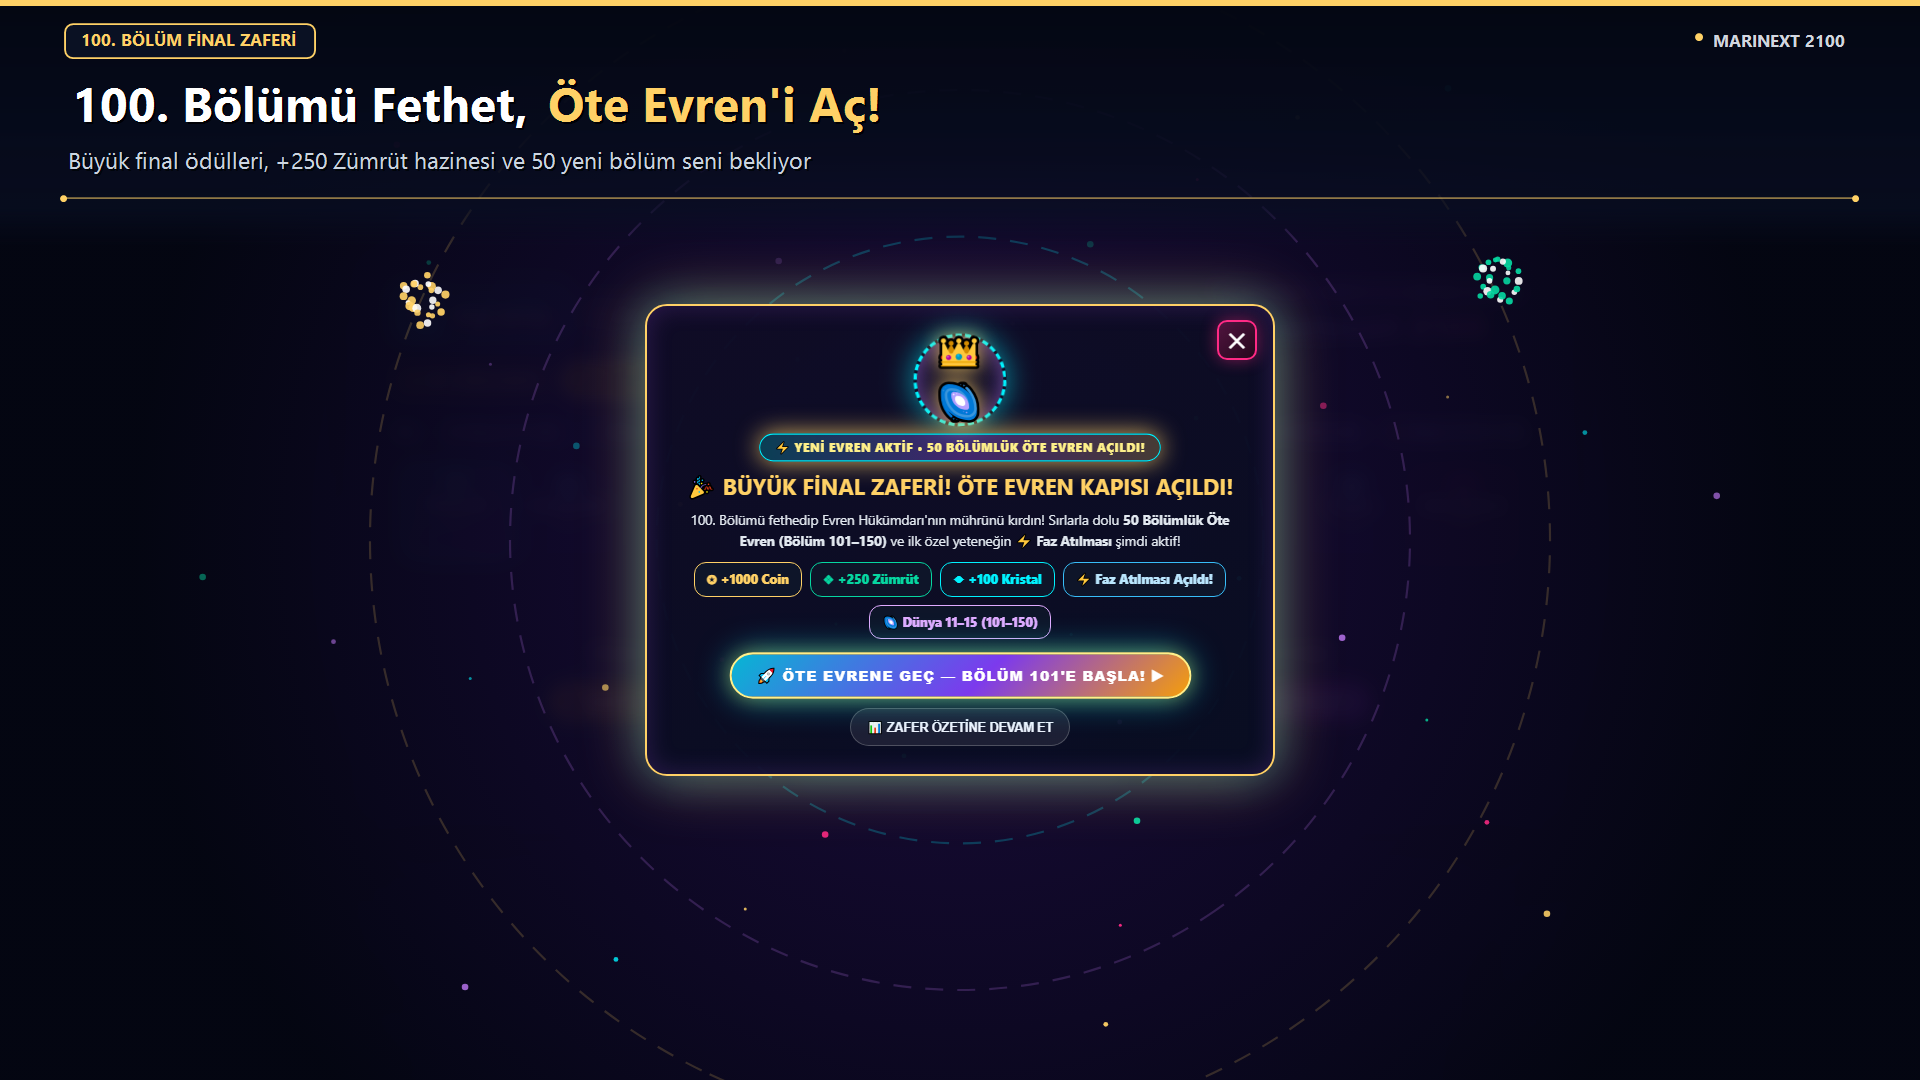 100. BÖLÜM FİNAL ZAFERİ
MARINEXT 2100
100. Bölümü Fethet, Öte Evren'i Aç!
Büyük final ödülleri, +250 Zümrüt hazinesi ve 50 yeni bölüm seni bekliyor
YENİ EVREN AKTİF • 50 BÖLÜMLÜK ÖTE EVREN AÇILDI!
BÜYÜK FİNAL ZAFERİ! ÖTE EVREN KAPISI AÇILDI!
100. Bölümü fethedip Evren Hükümdarı'nın mührünü kırdın! Sırlarla dolu 50 Bölümlük Öte
Evren (Bölüm 101–150) ve ilk özel yeteneğin ⚡ Faz Atılması şimdi aktif!
+1000 Coin
+250 Zümrüt
+100 Kristal
Faz Atılması Açıldı!
Dünya 11–15 (101–150)
ÖTE EVRENE GEÇ — BÖLÜM 101'E BAŞLA! ▶
ZAFER ÖZETİNE DEVAM ET